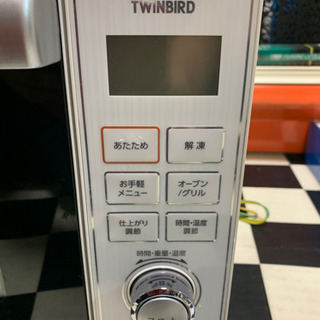 TWINBIRD
あたため
解凍
お手軽
メニュー
オーブン
/グリル
仕上がり
調節
時間・温度
調節
時間・重量・温度